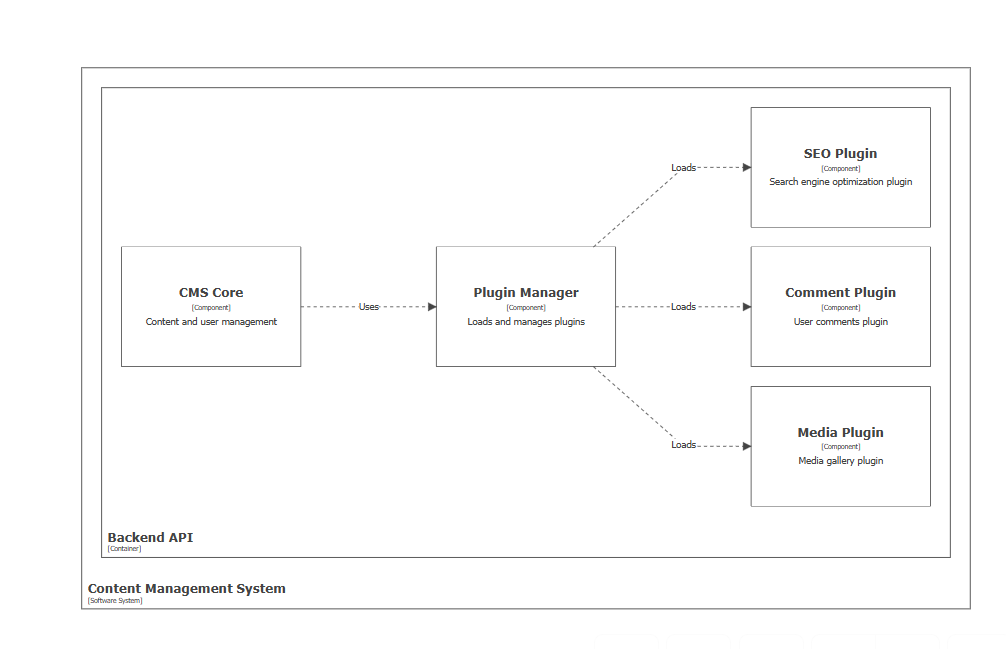 SEO Plugin
[Component]
Search engine optimization plugin
Loads
CMS Core
[Component]
Content and user management
Uses
Plugin Manager
[Component]
Loads and manages plugins
Loads
Comment Plugin
[Component]
User comments plugin
Loads
Media Plugin
[Component]
Media gallery plugin
Backend API
[Container]
Content Management System
[Software System]